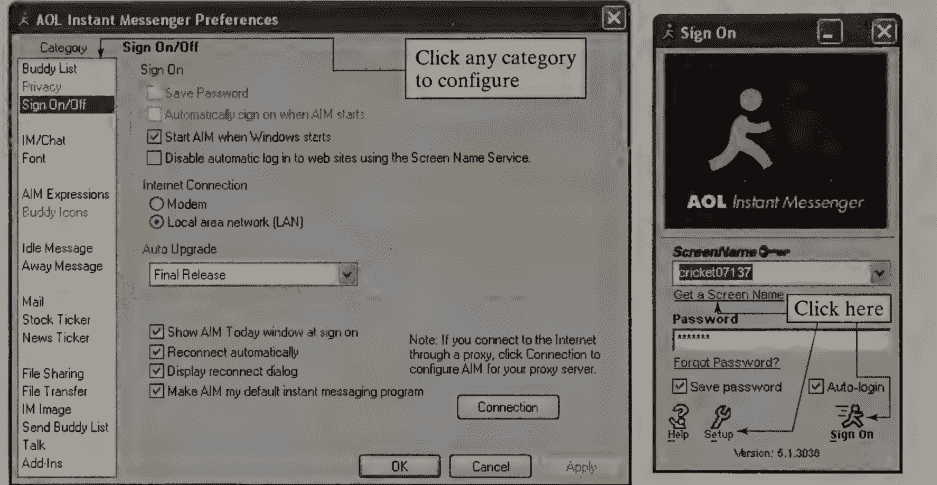 AOL Instant Messenger Preferences
Category
Sign On/Off
Click any category
to configure
Buddy List
Privacy
Sign On/Off
IM/Chat
Font
AIM Expressions
Buddy Icons
Idle Message
Away Message
Mail
Stock Ticker
News Ticker
File Sharing
File Transfer
IM Image
Send Buddy List
Talk
Add-Ins
Sign On
Save Password
Automatically sign on when AIM starts
Start AIM when Windows starts
Disable automatic log in to web sites using the Screen Name Service.
Internet Connection
Modem
Local area network (LAN)
Auto Upgrade
Final Release
Show AIM Today window at sign on
Reconnect automatically
Display reconnect dialog
Make AIM my default instant messaging program
Note: If you connect to the Internet
through a proxy, click Connection to
configure AIM for your proxy server.
Connection
OK Cancel Apply
Sign On
AOL Instant Messenger
ScreenName
cricket07137
Get a Screen Name
Click here
Password
*******
Forgot Password?
Save password Auto-login
Help Setup Sign On
Version: 5.1.3036